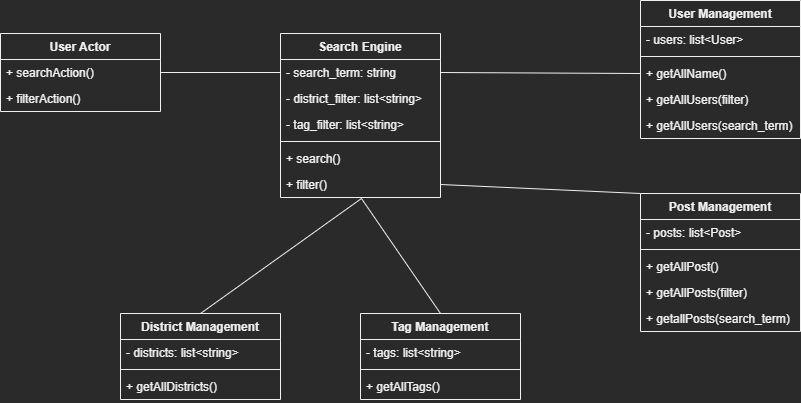 User Actor
+ searchAction()
+ filterAction()
Search Engine
- search_term: string
- district_filter: list<string>
- tag_filter: list<string>
+ search()
+ filter()
User Management
- users: list<User>
+ getAllName()
+ getAllUsers(filter)
+ getAllUsers(search_term)
Post Management
- posts: list<Post>
+ getAllPost()
+ getAllPosts(filter)
+ getallPosts(search_term)
District Management
- districts: list<string>
+ getAllDistricts()
Tag Management
- tags: list<string>
+ getAllTags()